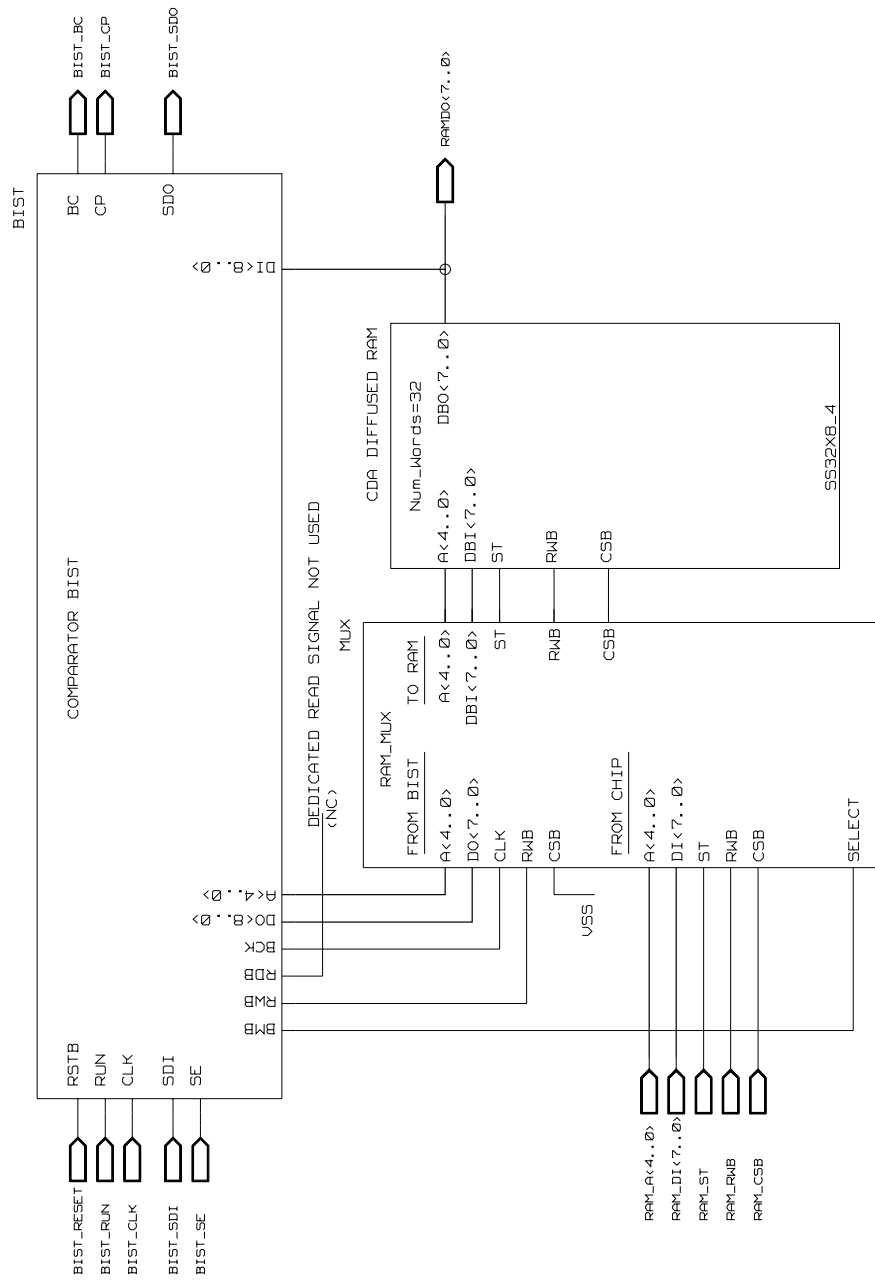 BIST
BIST_RESET
BIST_RUN
BIST_CLK
BIST_SDI
BIST_SE
RSTB
RUN
CLK
SDI
SE
COMPARATOR BIST
BC
CP
SDO
BIST_BC
BIST_CP
BIST_SDO
BMB
RWB
RDB
BCK
DO<8..0>
A<4..0>
DI<8..0>
DEDICATED READ SIGNAL NOT USED
(NC)
MUX
RAM_MUX
FROM BIST
TO RAM
A<4..0>
DO<7..0>
CLK
RWB
CSB
VSS
A<4..0>
DBI<7..0>
ST
RWB
CSB
FROM CHIP
A<4..0>
DI<7..0>
ST
RWB
CSB
SELECT
RAM_A<4..0>
RAM_DI<7..0>
RAM_ST
RAM_RWB
RAM_CSB
CDA DIFFUSED RAM
Num_Words=32
A<4..0>
DBI<7..0>
ST
RWB
CSB
DBO<7..0>
SS32X8_4
RAMDO<7..0>